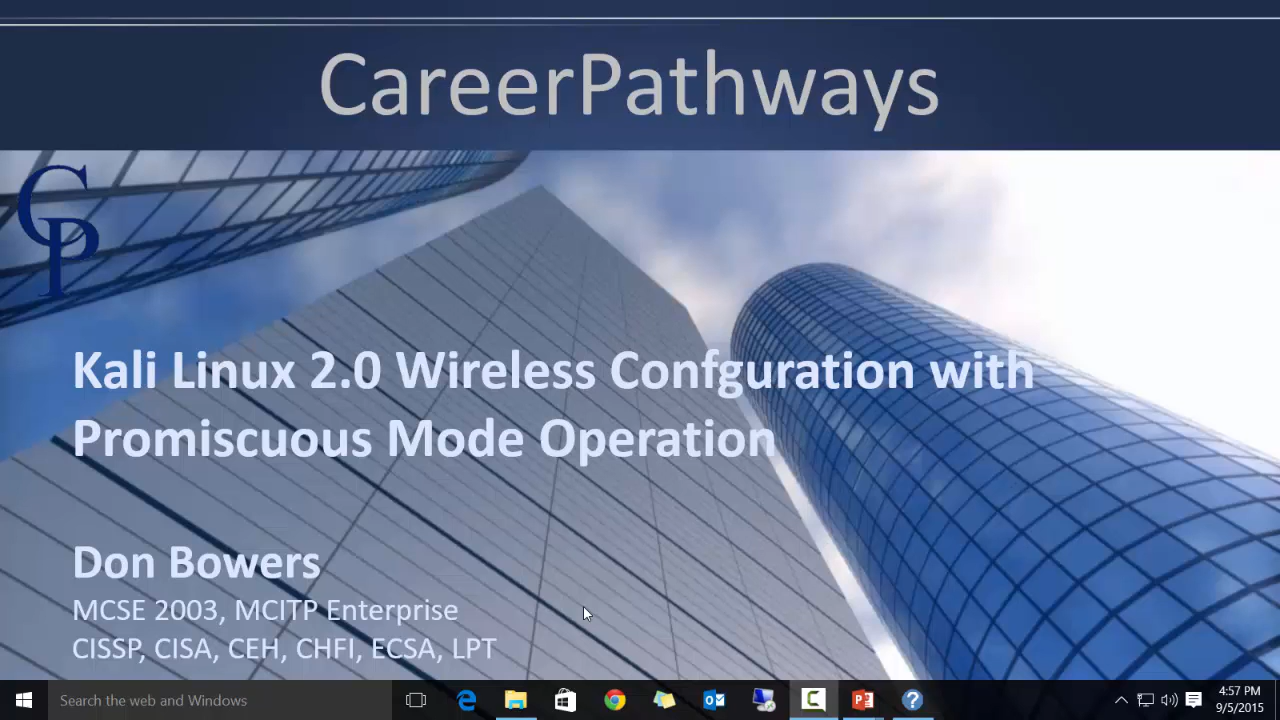 CareerPathways
CP
Kali Linux 2.0 Wireless Confguration with
Promiscuous Mode Operation
Don Bowers
MCSE 2003, MCITP Enterprise
CISSP, CISA, CEH, CHFI, ECSA, LPT
Search the web and Windows
4:57 PM
9/5/2015